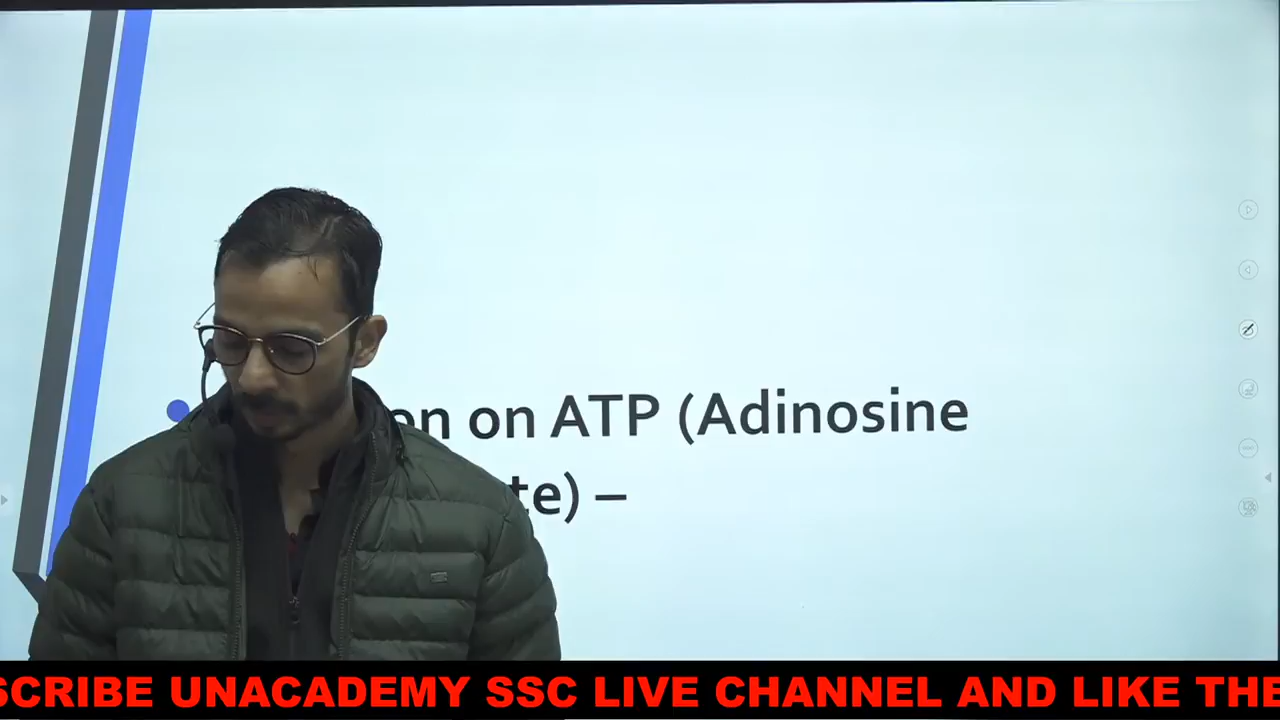 on on ATP (Adinosine
te) –
SCRIBE UNACADEMY SSC LIVE CHANNEL AND LIKE THE